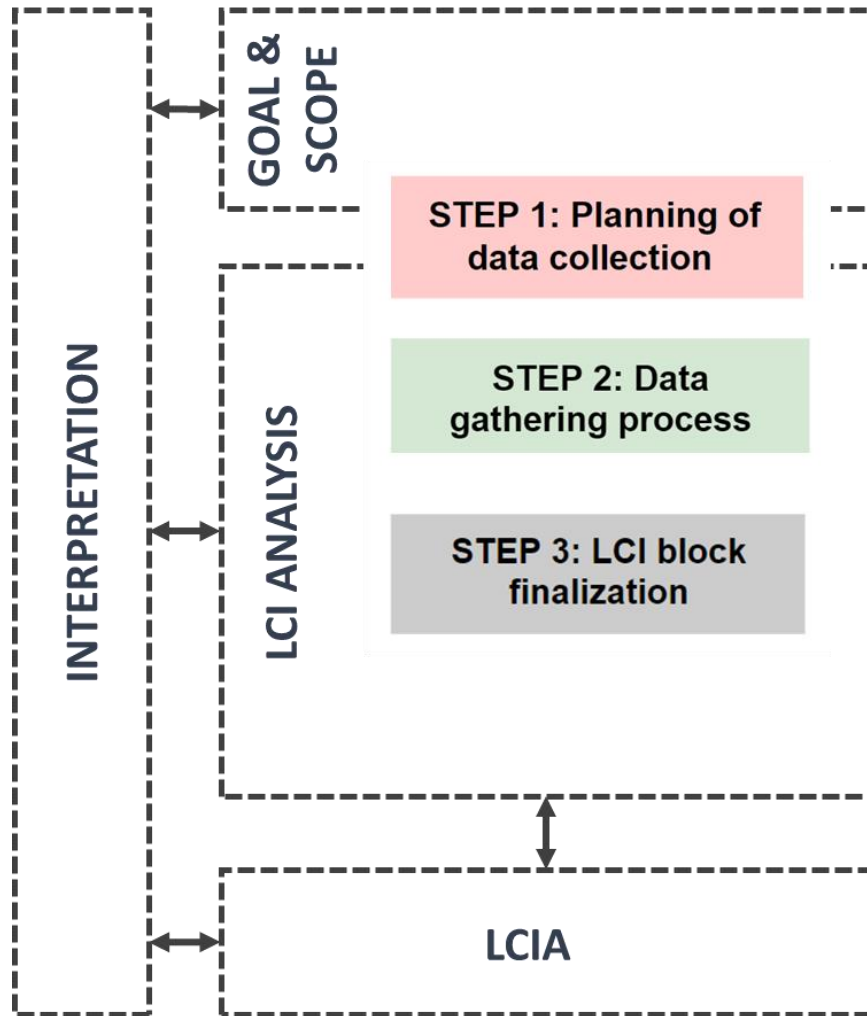 GOAL &
SCOPE
STEP 1: Planning of
data collection
INTERPRETATION
LCI ANALYSIS
STEP 2: Data
gathering process
STEP 3: LCI block
finalization
LCIA